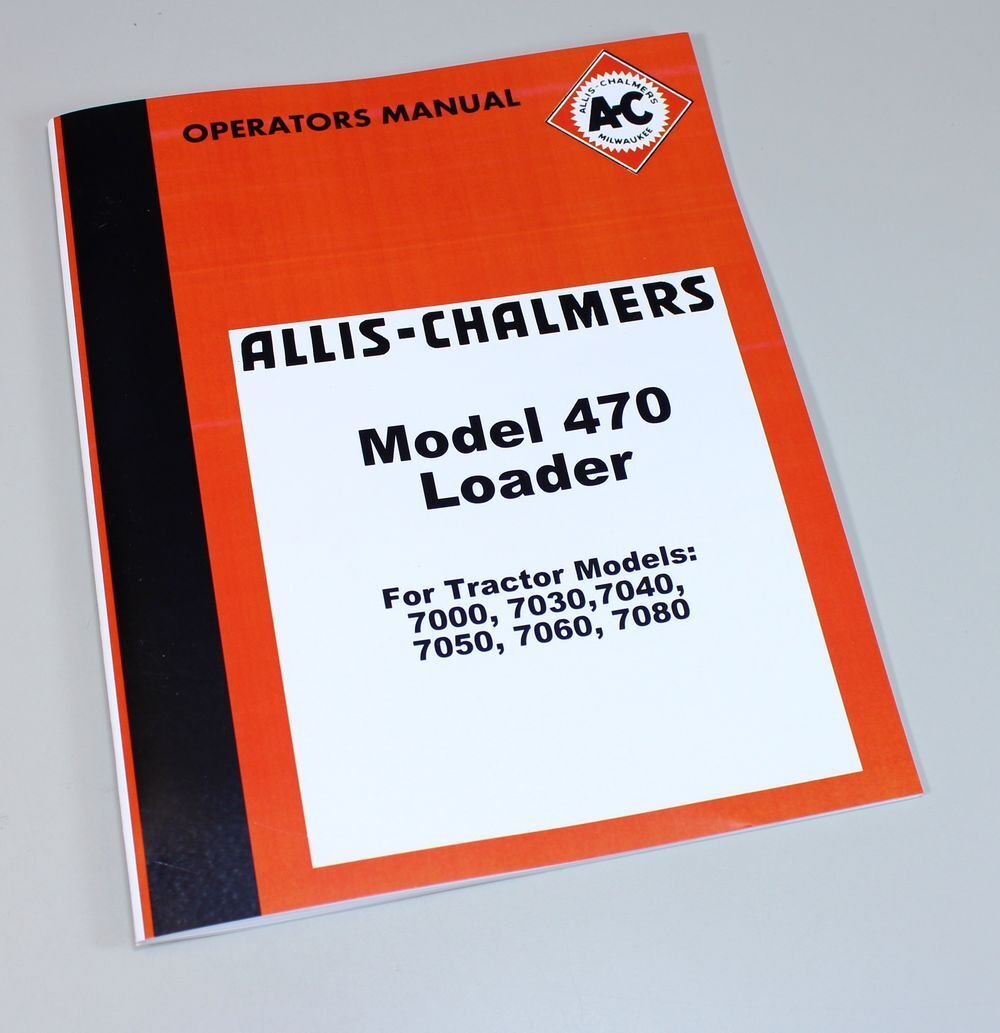 OPERATORS MANUAL
ALLIS-CHALMERS
A-C
MILWAUKEE
ALLIS-CHALMERS
Model 470
Loader
For Tractor Models:
7000, 7030,7040,
7050, 7060, 7080